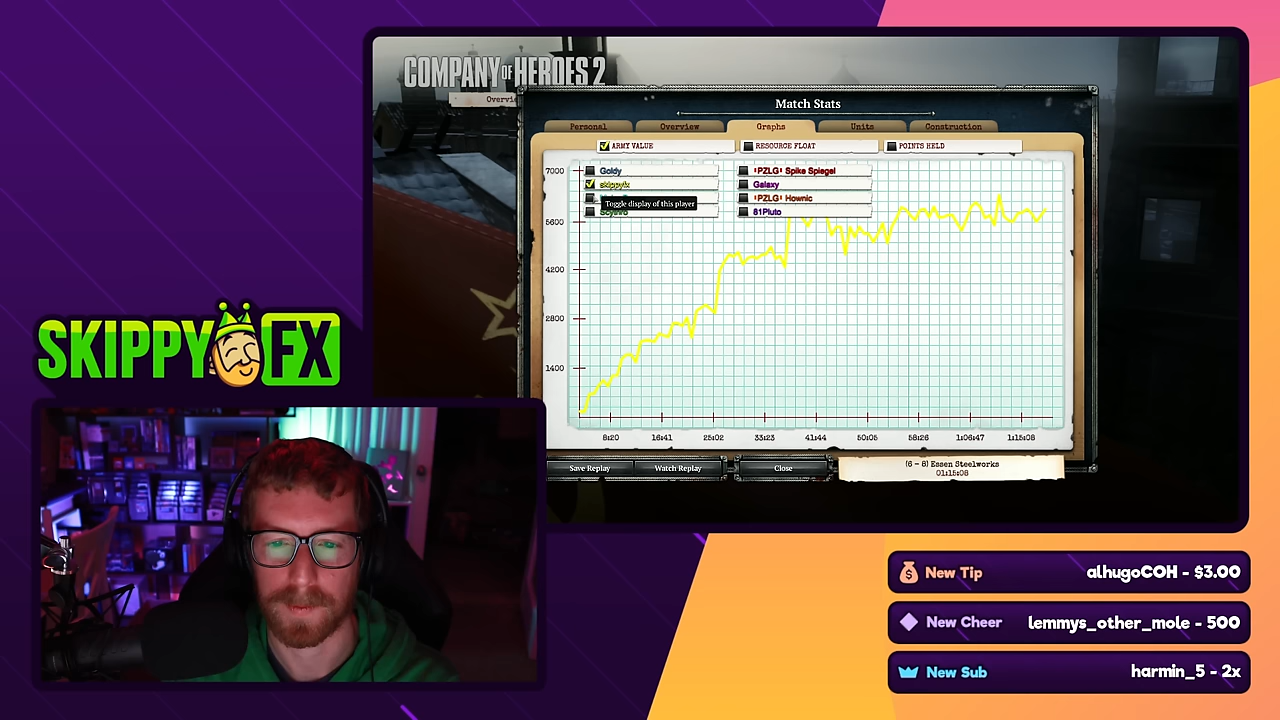 COMPANY OF HEROES 2
Overvie
Match Stats
Personal
Overview
Graphs
Units
Construction
ARMY VALUE
RESOURCE FLOAT
POINTS HELD
7000
5600
4200
2800
1400
Goldy
skippyfx
Toggle display of this player
Scythro
*PZLG* Spike Spiegel
Galaxy
*PZLG* Hownic
81Pluto
8:20
16:41
25:02
33:23
41:44
50:05
58:26
1:06:47
1:15:08
Save Replay
Watch Replay
Close
(6 - 8) Essen Steelworks
01:15:08
SKIPPY FX
New Tip
alhugoCOH - $3.00
New Cheer
lemmys_other_mole - 500
New Sub
harmin_5 - 2x